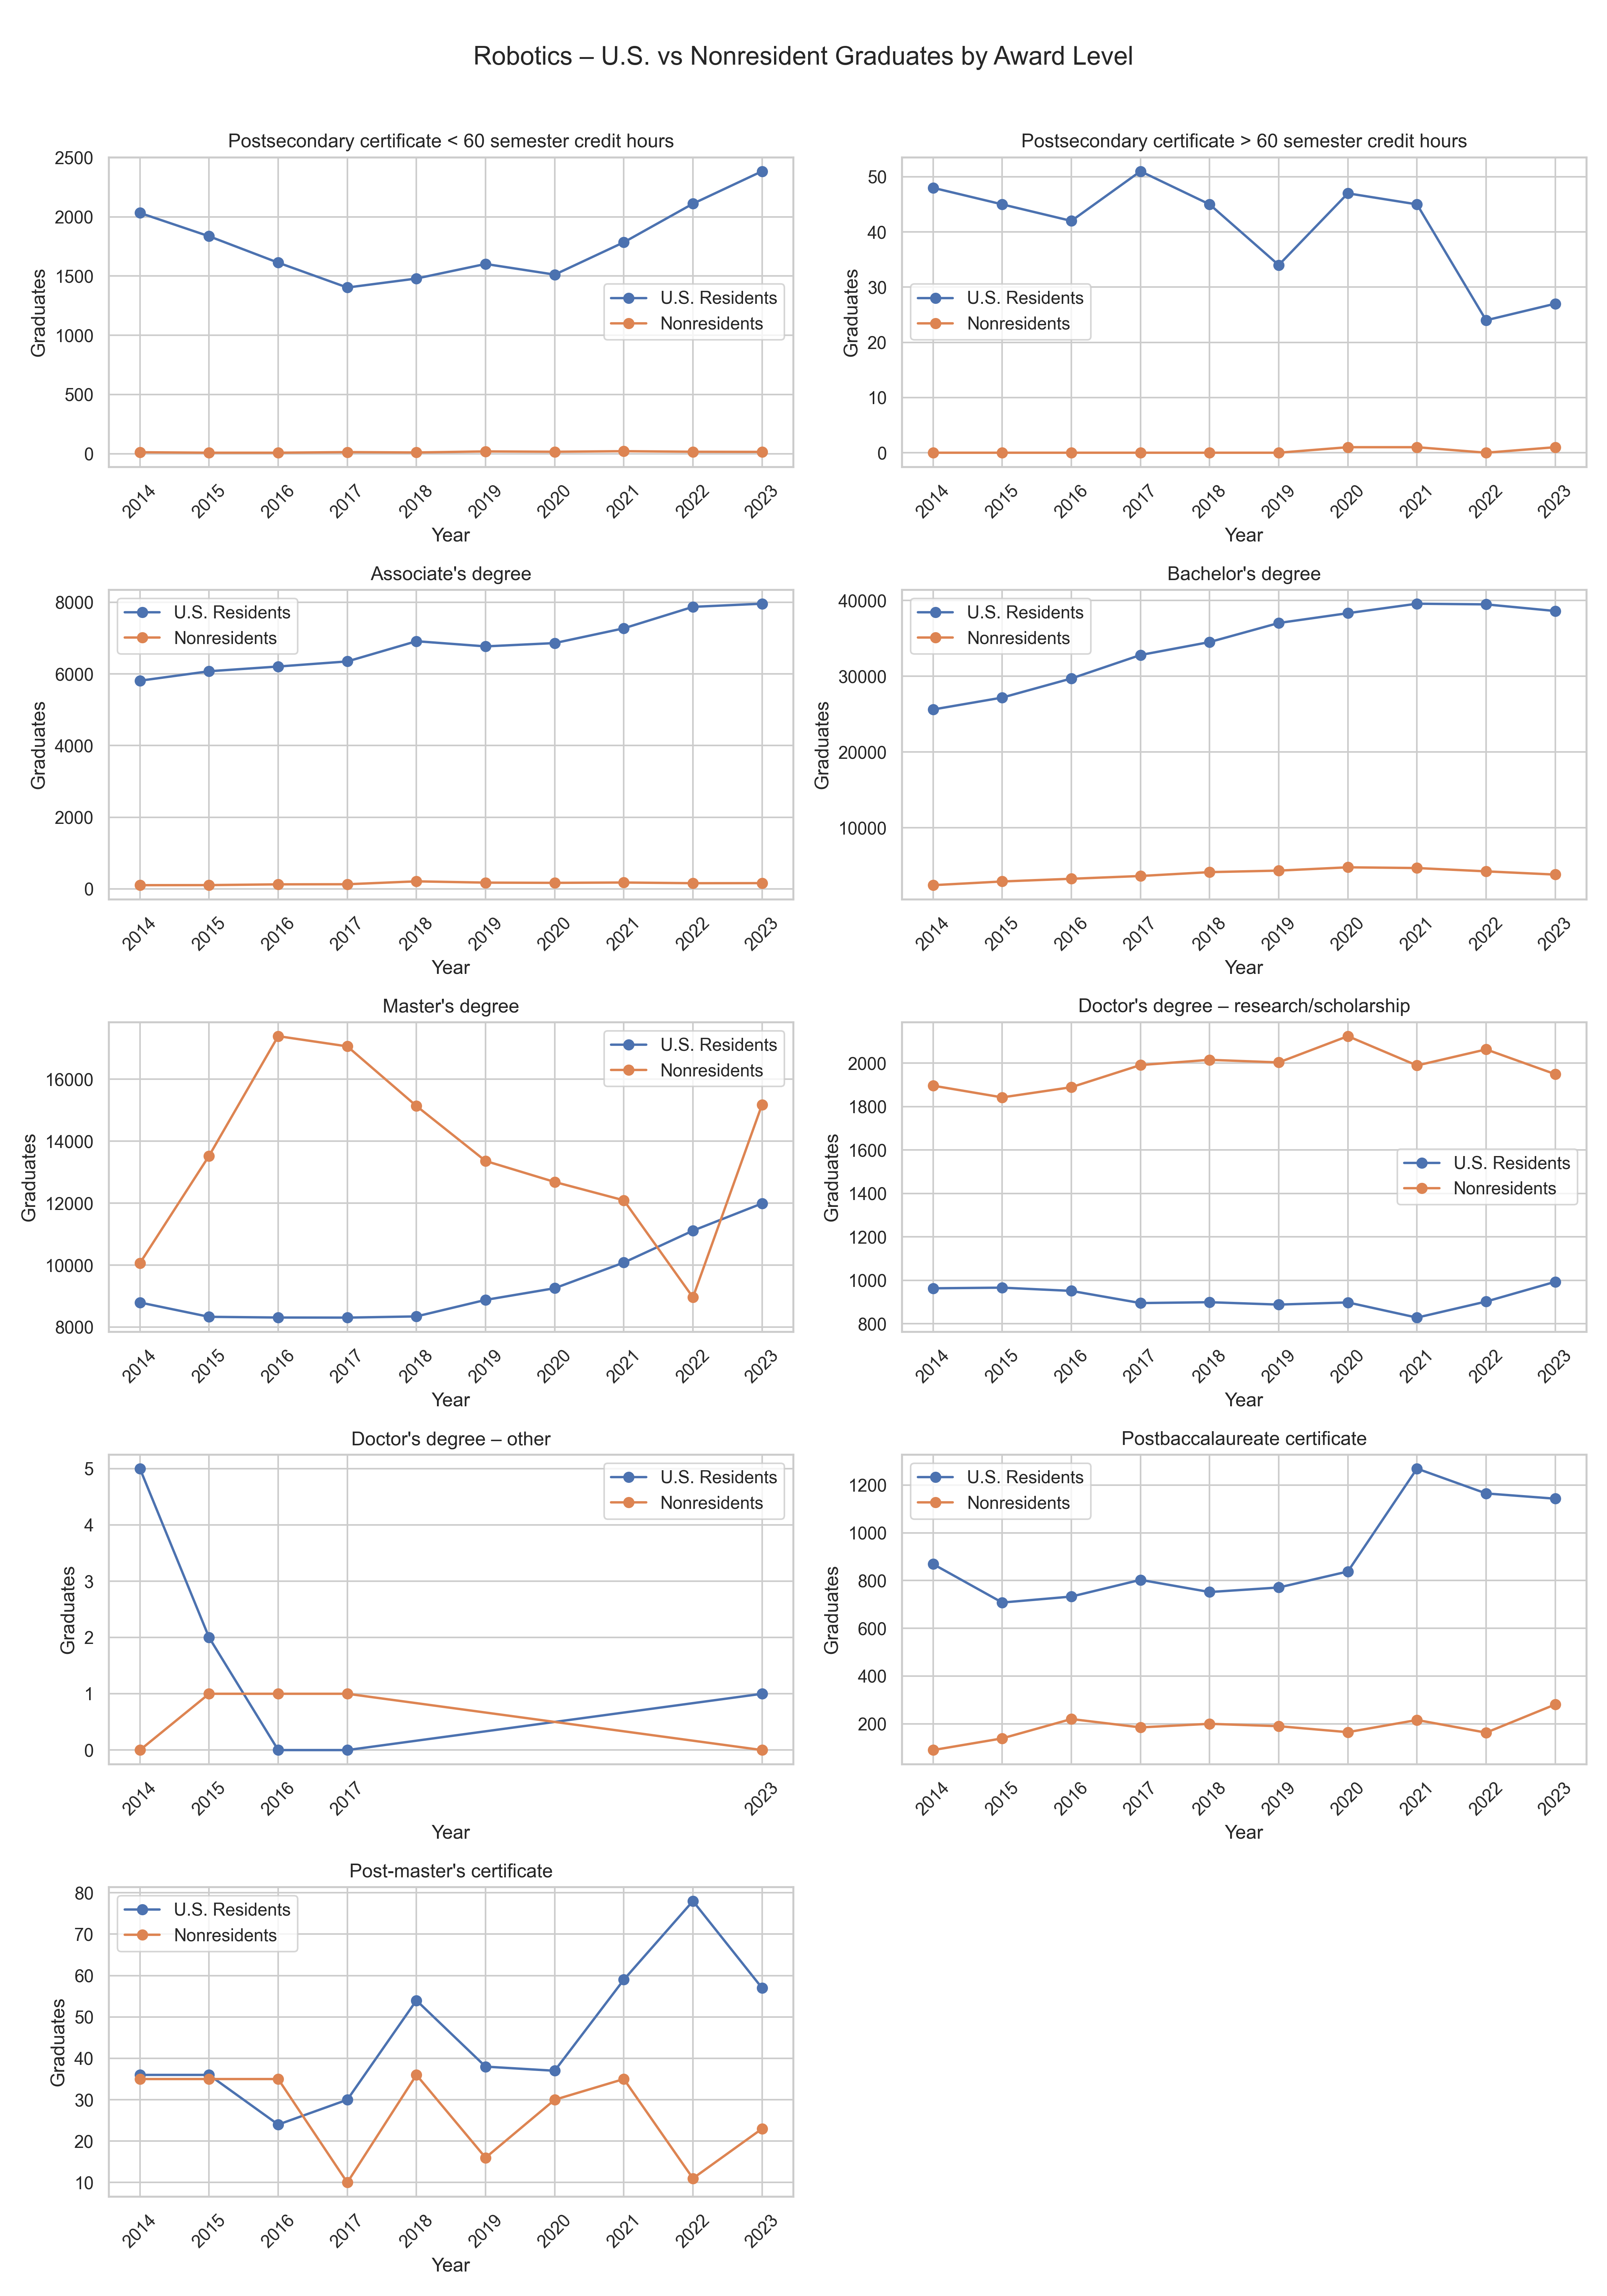 Robotics – U.S. vs Nonresident Graduates by Award Level
Postsecondary certificate < 60 semester credit hours
2500
2000
1500
1000
500
0
Graduates
U.S. Residents
Nonresidents
2014 2015 2016 2017 2018 2019 2020 2021 2022 2023
Year
Postsecondary certificate > 60 semester credit hours
50
40
30
20
10
0
Graduates
U.S. Residents
Nonresidents
2014 2015 2016 2017 2018 2019 2020 2021 2022 2023
Year
Associate's degree
8000
6000
4000
2000
0
Graduates
U.S. Residents
Nonresidents
2014 2015 2016 2017 2018 2019 2020 2021 2022 2023
Year
Bachelor's degree
40000
30000
20000
10000
Graduates
U.S. Residents
Nonresidents
2014 2015 2016 2017 2018 2019 2020 2021 2022 2023
Year
Master's degree
16000
14000
12000
10000
8000
Graduates
U.S. Residents
Nonresidents
2014 2015 2016 2017 2018 2019 2020 2021 2022 2023
Year
Doctor's degree – research/scholarship
2000
1800
1600
1400
1200
1000
800
Graduates
U.S. Residents
Nonresidents
2014 2015 2016 2017 2018 2019 2020 2021 2022 2023
Year
Doctor's degree – other
5
4
3
2
1
0
Graduates
U.S. Residents
Nonresidents
2014 2015 2016 2017 2023
Year
Postbaccalaureate certificate
1200
1000
800
600
400
200
Graduates
U.S. Residents
Nonresidents
2014 2015 2016 2017 2018 2019 2020 2021 2022 2023
Year
Post-master's certificate
80
70
60
50
40
30
20
10
Graduates
U.S. Residents
Nonresidents
2014 2015 2016 2017 2018 2019 2020 2021 2022 2023
Year